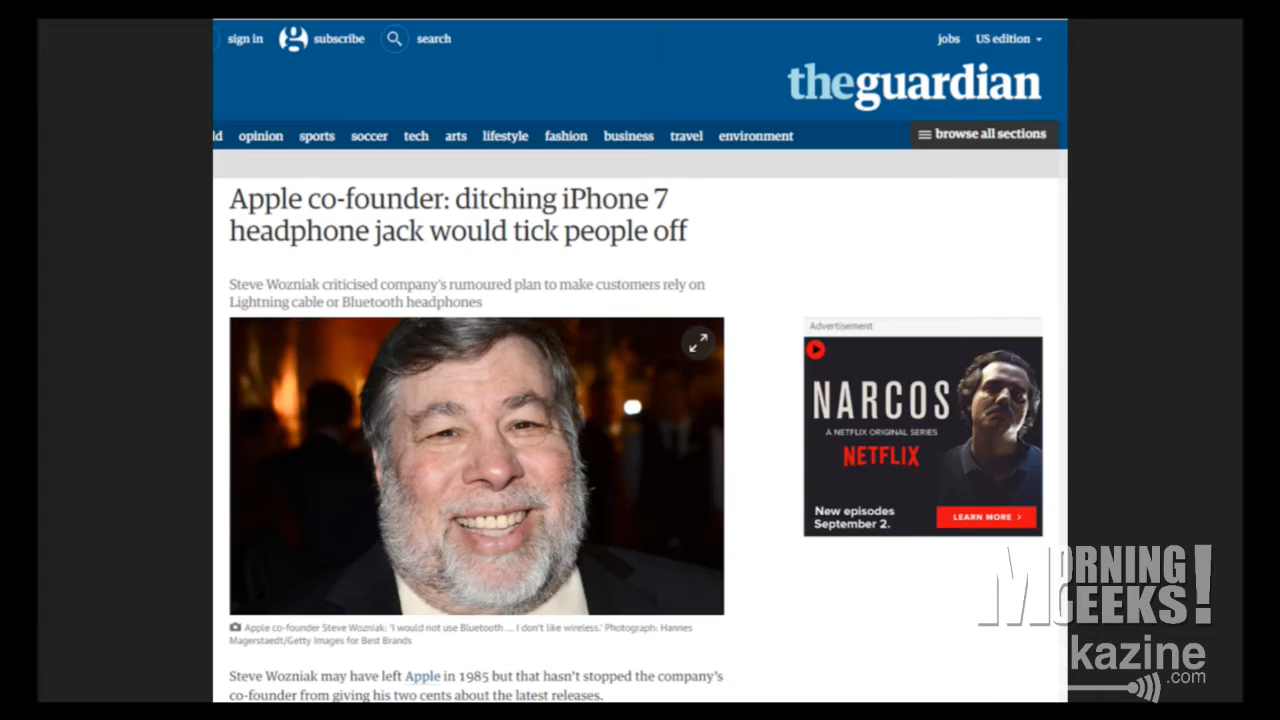 sign in
subscribe
search
jobs
US edition
theguardian
ld
opinion
sports
soccer
tech
arts
lifestyle
fashion
business
travel
environment
browse all sections
Apple co-founder: ditching iPhone 7
headphone jack would tick people off
Steve Wozniak criticised company's rumoured plan to make customers rely on
Lightning cable or Bluetooth headphones
Apple co-founder Steve Wozniak: 'I would not use Bluetooth ... I don't like wireless.' Photograph: Hannes
Magerstaedt/Getty Images for Best Brands
Steve Wozniak may have left Apple in 1985 but that hasn't stopped the company's
co-founder from giving his two cents about the latest releases.
Advertisement
NARCOS
A NETFLIX ORIGINAL SERIES
NETFLIX
New episodes
September 2.
LEARN MORE >
MORNING
GEEKS!
kazine
.com